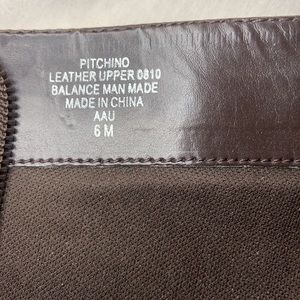 PITCHINO
LEATHER UPPER 0810
BALANCE MAN MADE
MADE IN CHINA
AAU
6 M